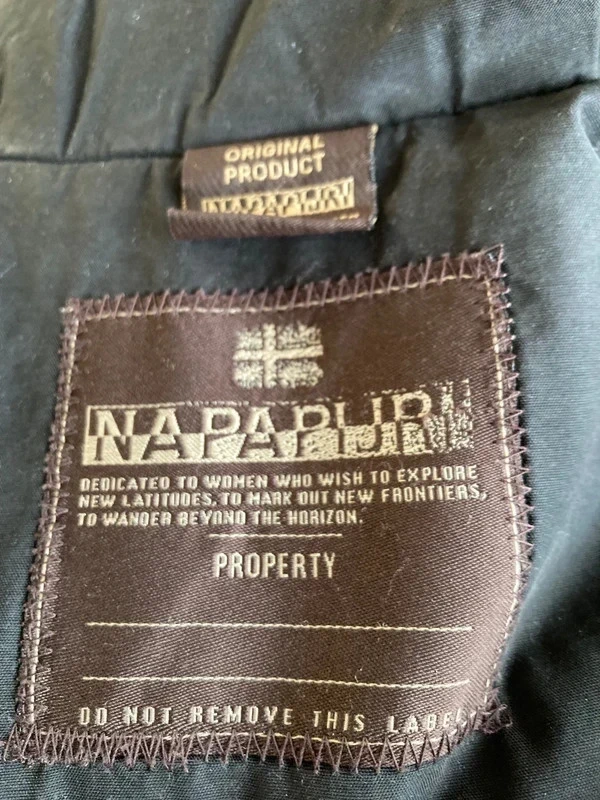 ORIGINAL
PRODUCT
NAPAPIJRI
NAPAPIJRI
DEDICATED TO WOMEN WHO WISH TO EXPLORE
NEW LATITUDES, TO MARK OUT NEW FRONTIERS,
TO WANDER BEYOND THE HORIZON.
PROPERTY
DO NOT REMOVE THIS LABEL